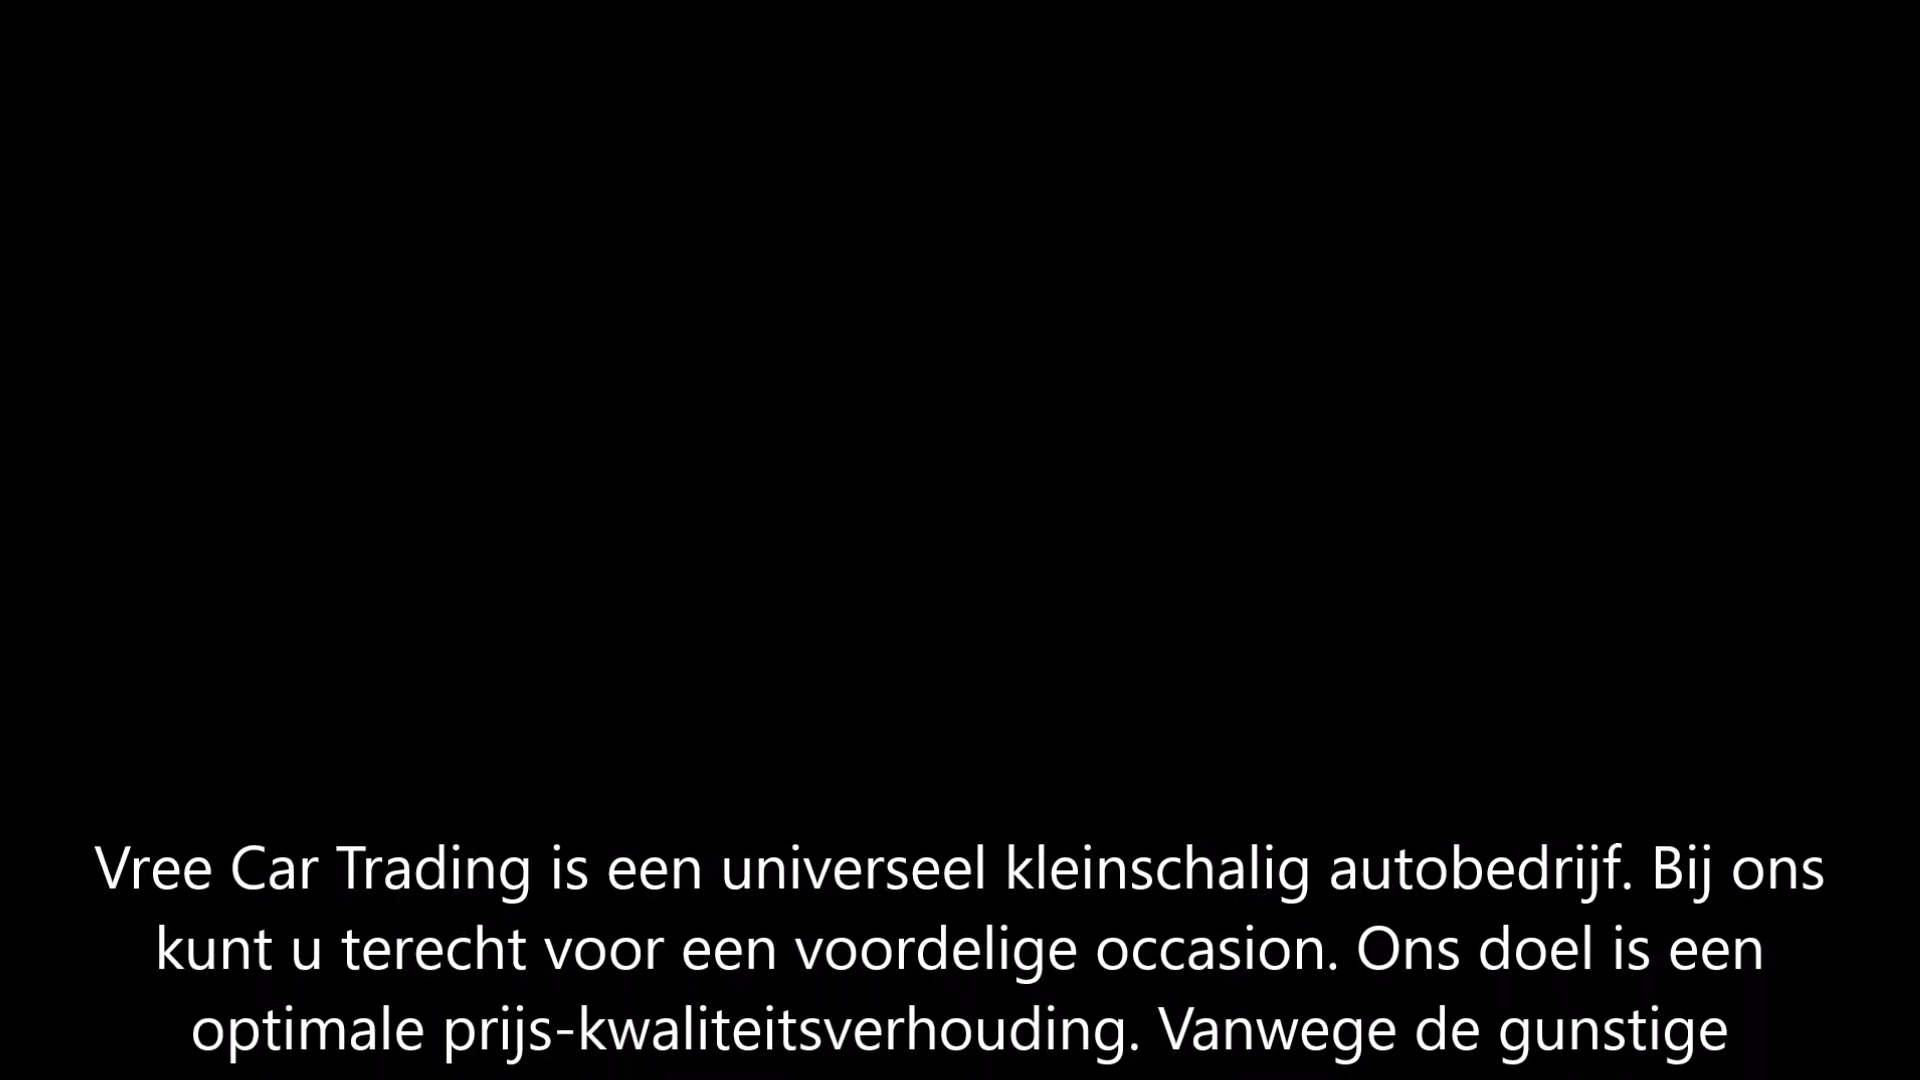 Vree Car Trading is een universeel kleinschalig autobedrijf. Bij ons
kunt u terecht voor een voordelige occasion. Ons doel is een
optimale prijs-kwaliteitsverhouding. Vanwege de gunstige